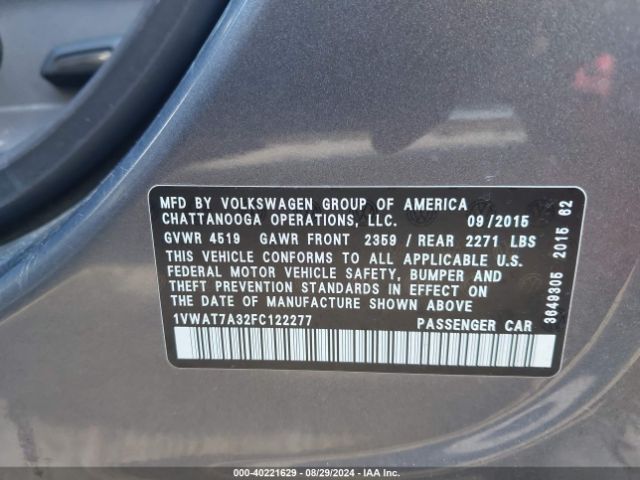 MFD BY VOLKSWAGEN GROUP OF AMERICA
CHATTANOOGA OPERATIONS, LLC. 09/2015
GVWR 4519 GAWR FRONT 2359 / REAR 2271 LBS
THIS VEHICLE CONFORMS TO ALL APPLICABLE U.S.
FEDERAL MOTOR VEHICLE SAFETY, BUMPER AND
THEFT PREVENTION STANDARDS IN EFFECT ON
THE DATE OF MANUFACTURE SHOWN ABOVE
1VWAT7A32FC122277 PASSENGER CAR
3649305 2015 62
000-40221629 - 08/29/2024 - IAA Inc.